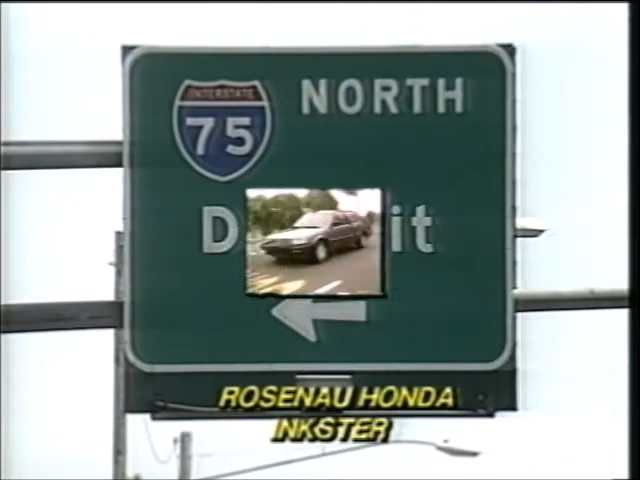 INTERSTATE
75
NORTH
D it
ROSENAU HONDA
INKSTER